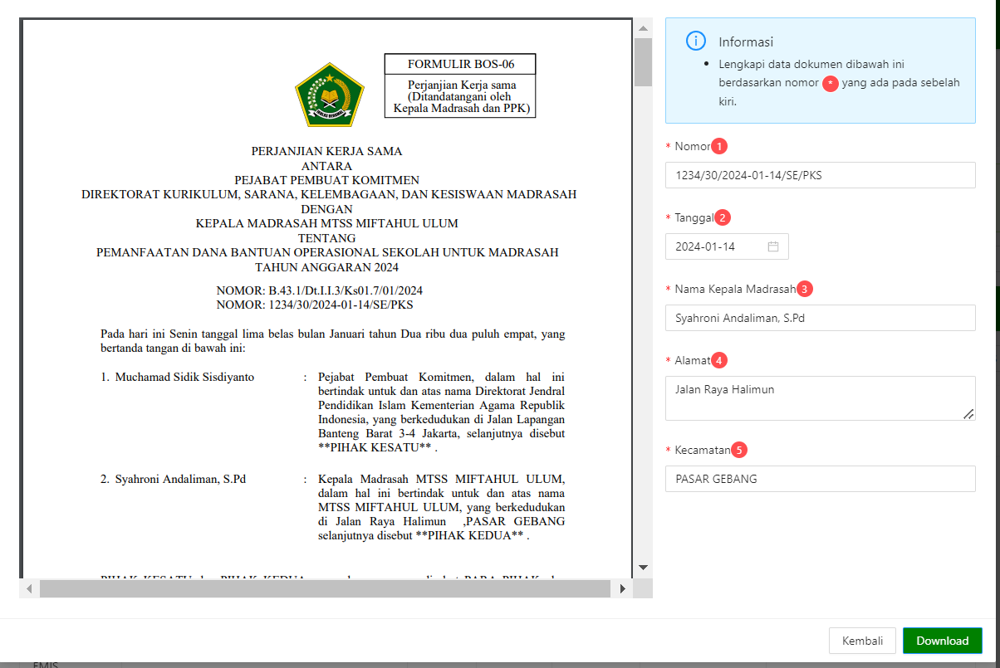 FORMULIR BOS-06
Perjanjian Kerja sama
(Ditandatangani oleh
Kepala Madrasah dan PPK)
PERJANJIAN KERJA SAMA
ANTARA
PEJABAT PEMBUAT KOMITMEN
DIREKTORAT KURIKULUM, SARANA, KELEMBAGAAN, DAN KESISWAAN MADRASAH
DENGAN
KEPALA MADRASAH MTSS MIFTAHUL ULUM
TENTANG
PEMANFAATAN DANA BANTUAN OPERASIONAL SEKOLAH UNTUK MADRASAH
TAHUN ANGGARAN 2024
NOMOR: B.43.1/Dt.I.I.3/Ks01.7/01/2024
NOMOR: 1234/30/2024-01-14/SE/PKS
Pada hari ini Senin tanggal lima belas bulan Januari tahun Dua ribu dua puluh empat, yang
bertanda tangan di bawah ini:
1. Muchamad Sidik Sisdiyanto : Pejabat Pembuat Komitmen, dalam hal ini
bertindak untuk dan atas nama Direktorat Jendral
Pendidikan Islam Kementerian Agama Republik
Indonesia, yang berkedudukan di Jalan Lapangan
Banteng Barat 3-4 Jakarta, selanjutnya disebut
**PIHAK KESATU** .
2. Syahroni Andaliman, S.Pd : Kepala Madrasah MTSS MIFTAHUL ULUM,
dalam hal ini bertindak untuk dan atas nama
MTSS MIFTAHUL ULUM, yang berkedudukan
di Jalan Raya Halimun ,PASAR GEBANG
selanjutnya disebut **PIHAK KEDUA** .
Informasi
• Lengkapi data dokumen dibawah ini
berdasarkan nomor * yang ada pada sebelah
kiri.
* Nomor 1
1234/30/2024-01-14/SE/PKS
* Tanggal 2
2024-01-14
* Nama Kepala Madrasah 3
Syahroni Andaliman, S.Pd
* Alamat 4
Jalan Raya Halimun
* Kecamatan 5
PASAR GEBANG
Kembali
Download
EMIS